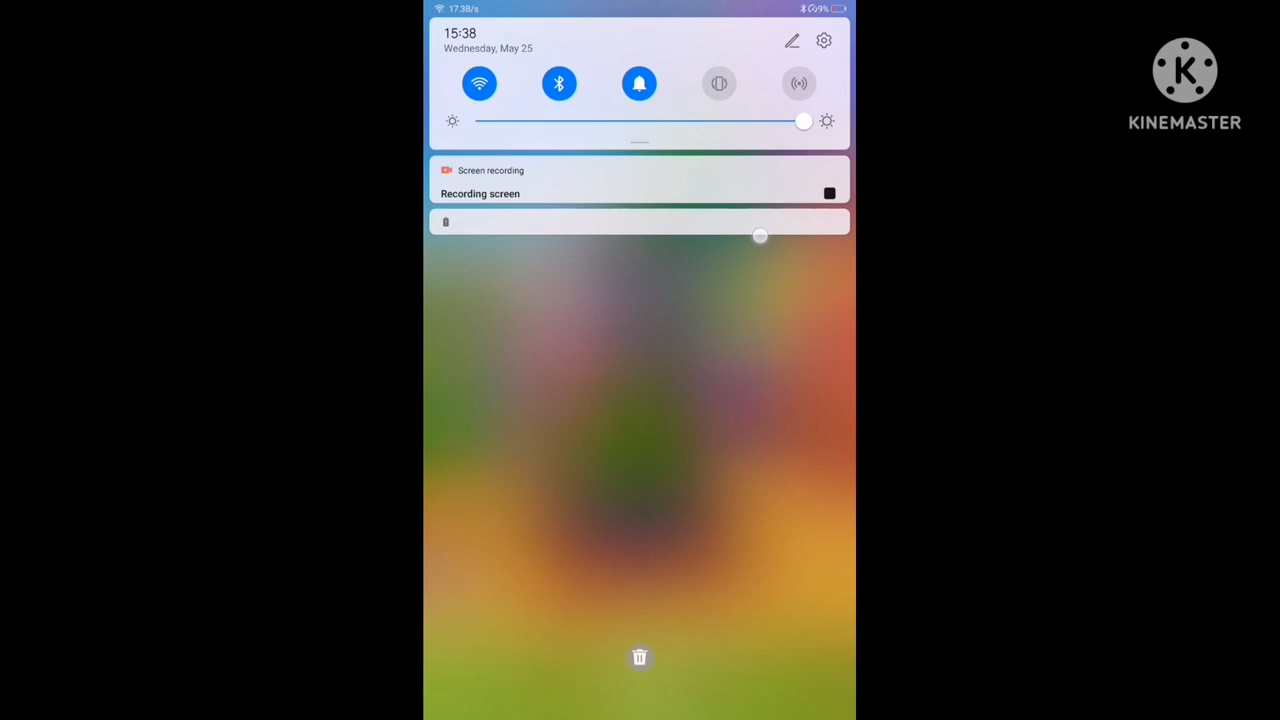 17.3B/s
9%
15:38
Wednesday, May 25
Screen recording
Recording screen
K
KINEMASTER